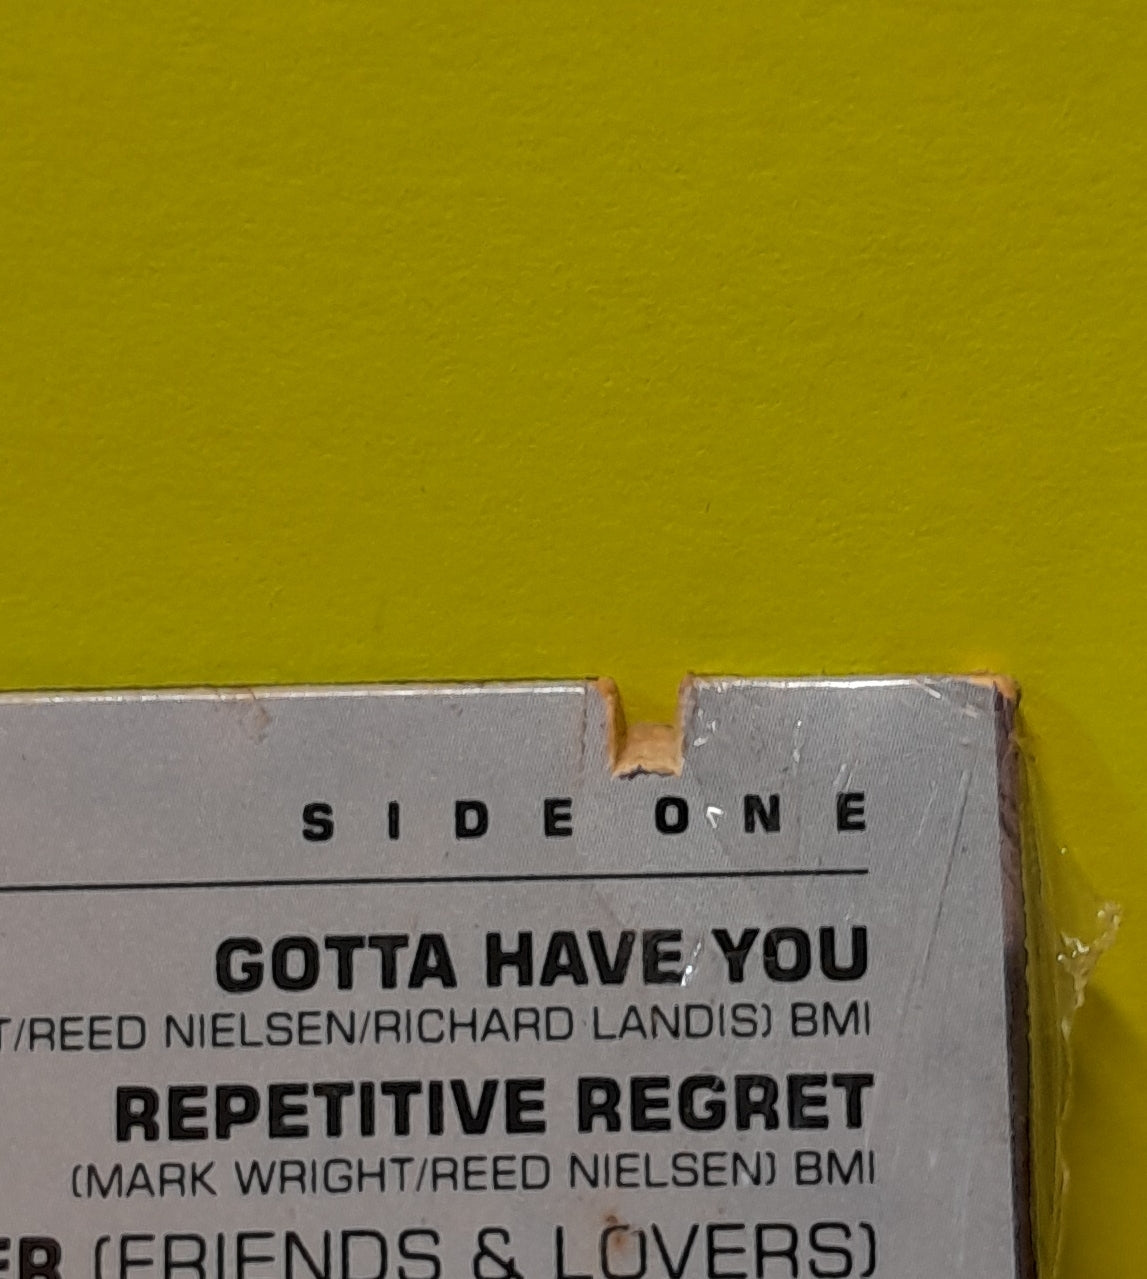 SIDE ONE
GOTTA HAVE YOU
T/REED NIELSEN/RICHARD LANDIS) BMI
REPETITIVE REGRET
(MARK WRIGHT/REED NIELSEN) BMI
ER (FRIENDS & LOVERS)